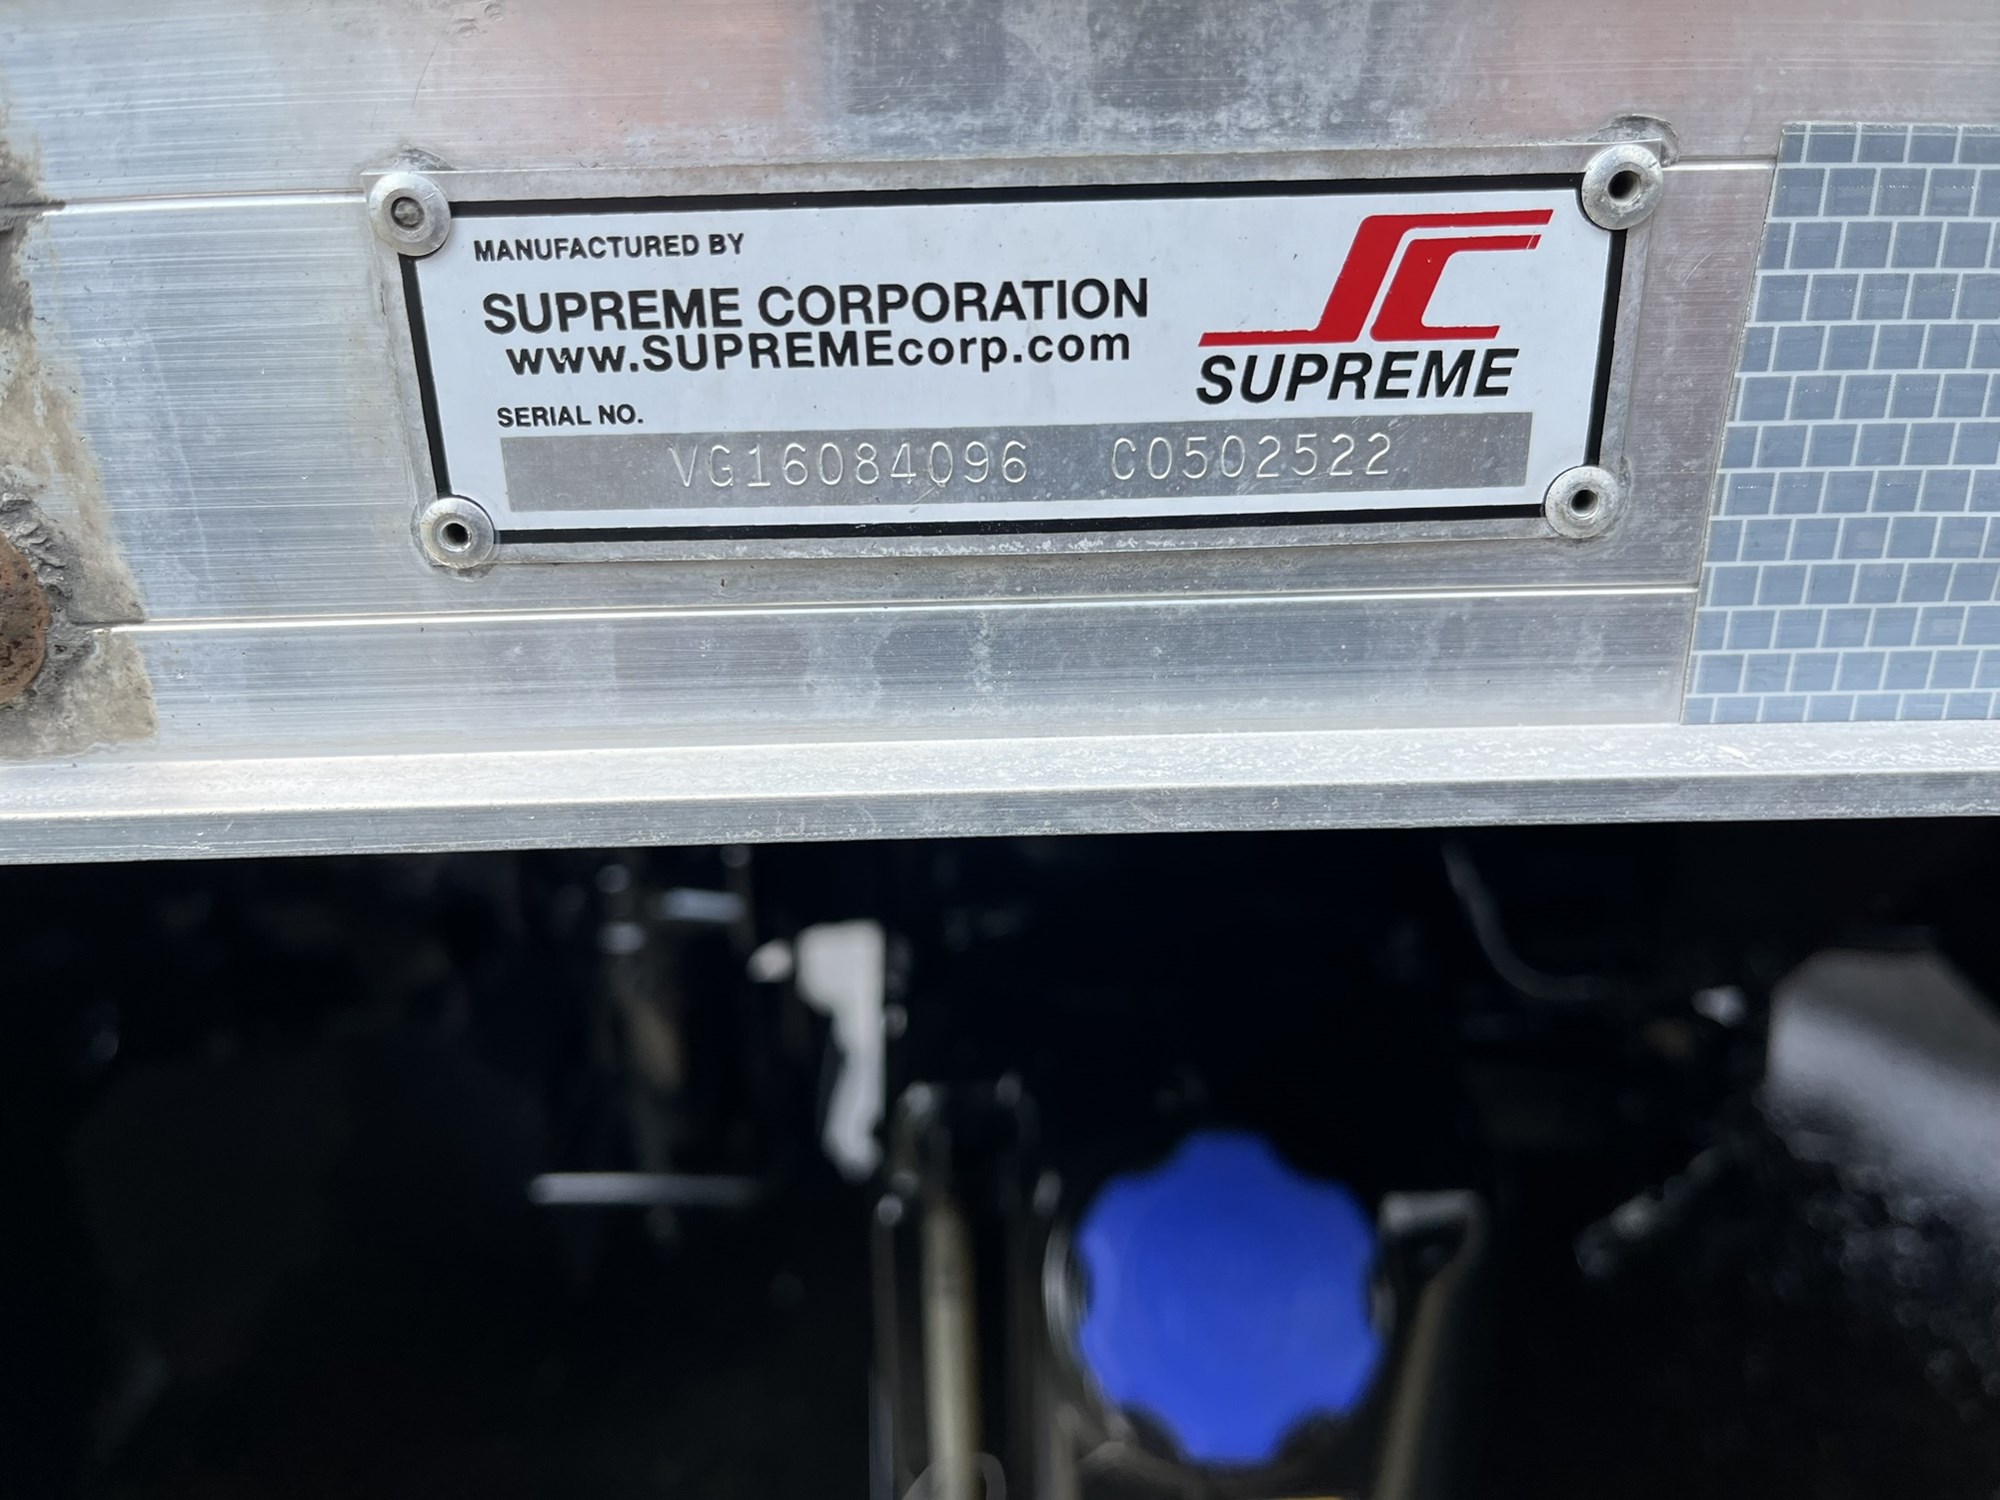 MANUFACTURED BY
SUPREME CORPORATION
www.SUPREMEcorp.com
SUPREME
SERIAL NO.
VG16084096 C0502522